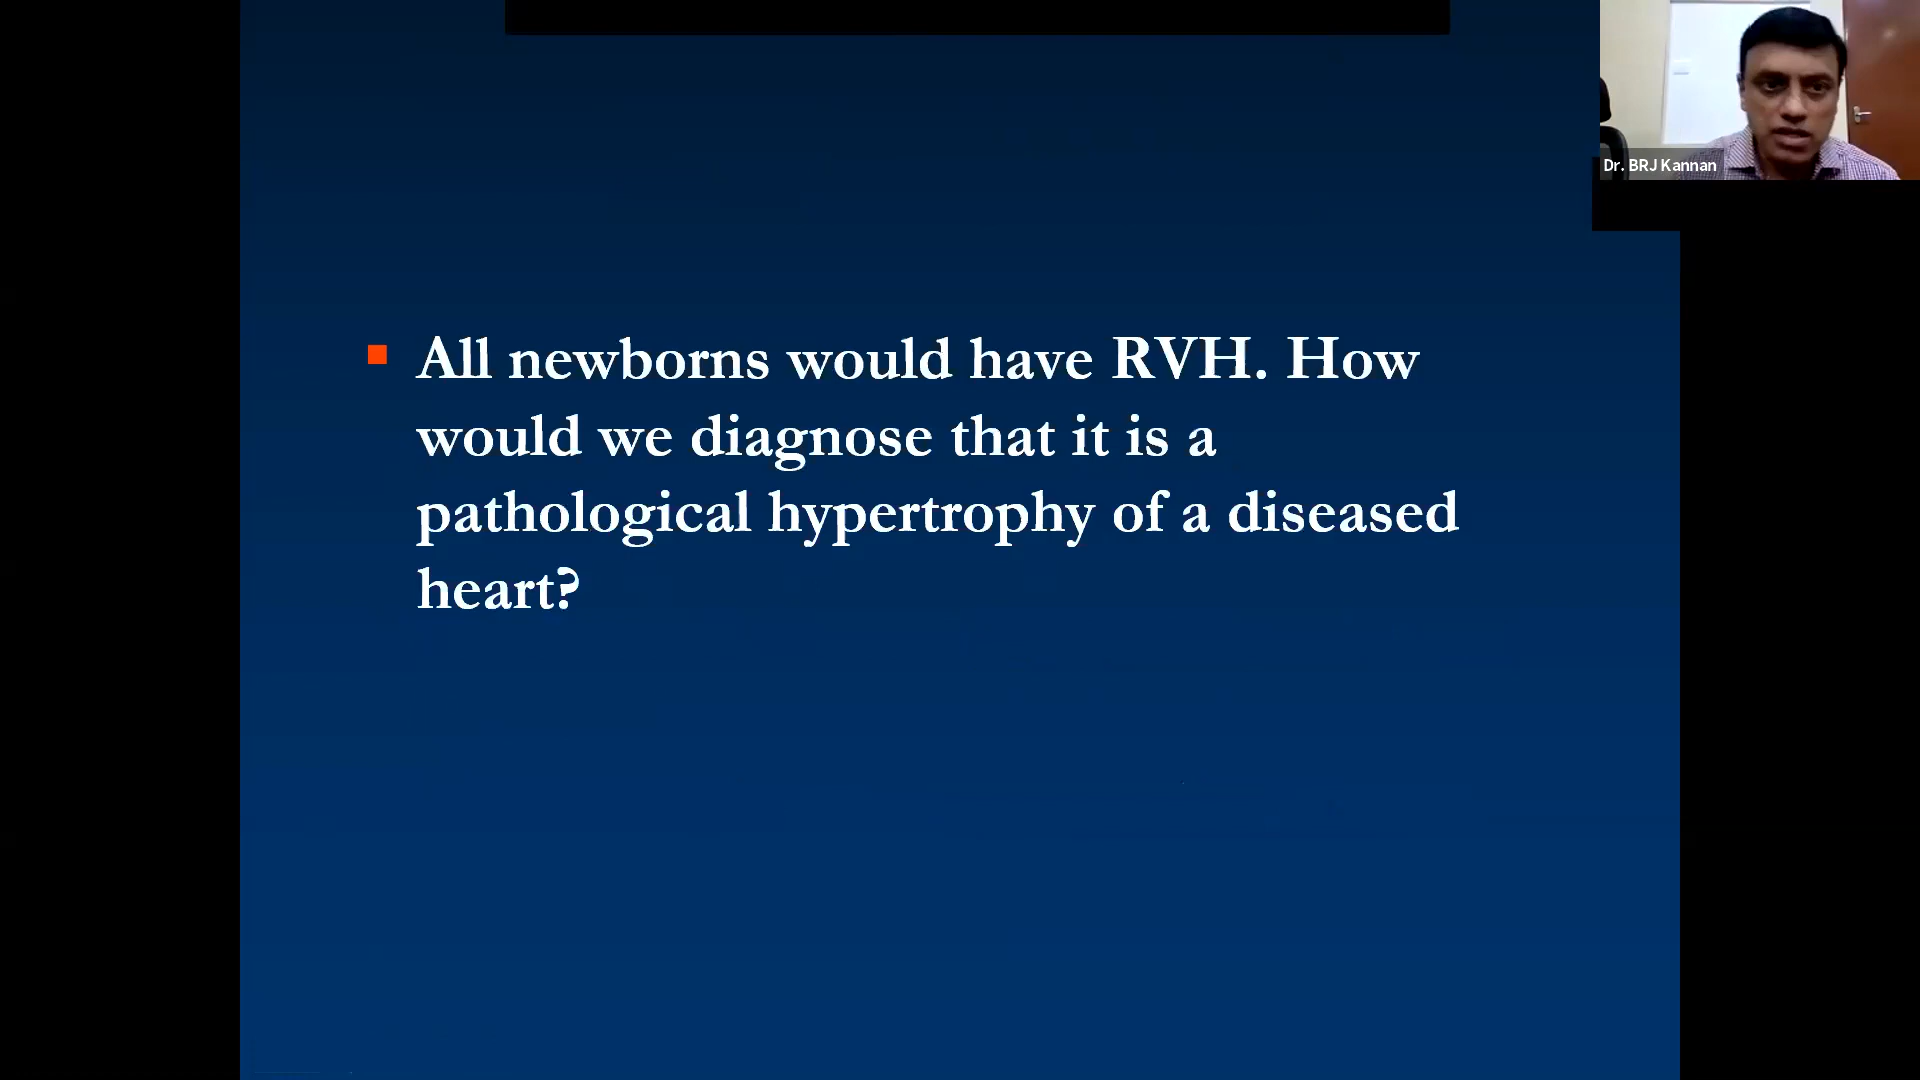 Dr. BRJ Kannan
All newborns would have RVH. How
would we diagnose that it is a
pathological hypertrophy of a diseased
heart?